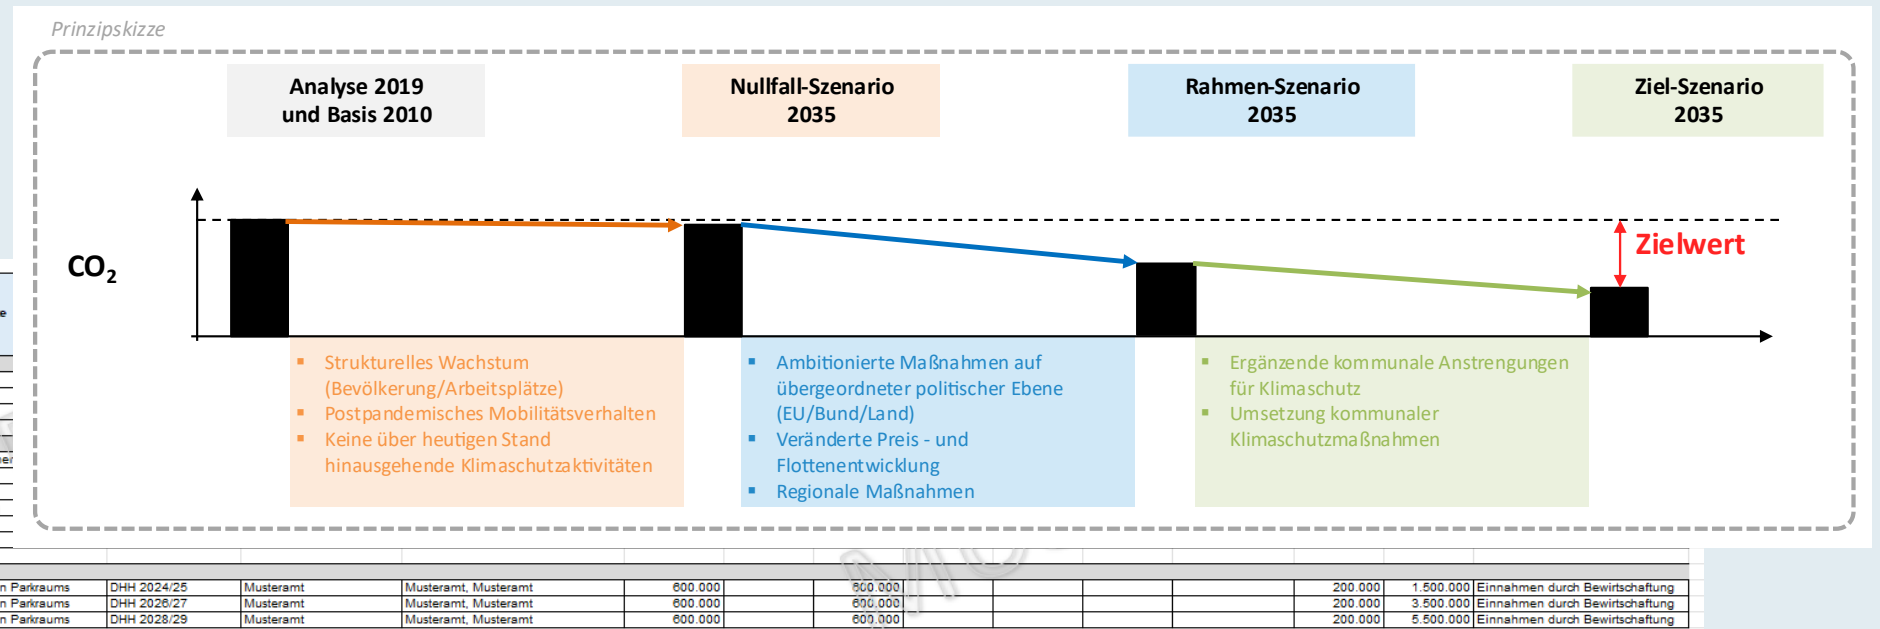 Prinzipskizze
Analyse 2019
und Basis 2010
Nullfall-Szenario
2035
Rahmen-Szenario
2035
Ziel-Szenario
2035
CO₂
Zielwert
▪ Strukturelles Wachstum
(Bevölkerung/Arbeitsplätze)
▪ Postpandemisches Mobilitätsverhalten
▪ Keine über heutigen Stand
hinausgehende Klimaschutzaktivitäten
▪ Ambitionierte Maßnahmen auf
übergeordneter politischer Ebene
(EU/Bund/Land)
▪ Veränderte Preis - und
Flottenentwicklung
▪ Regionale Maßnahmen
▪ Ergänzende kommunale Anstrengungen
für Klimaschutz
▪ Umsetzung kommunaler
Klimaschutzmaßnahmen
n Parkraums DHH 2024/25 Musteramt Musteramt, Musteramt 600.000 600.000 200.000 1.500.000 Einnahmen durch Bewirtschaftung
n Parkraums DHH 2026/27 Musteramt Musteramt, Musteramt 600.000 600.000 200.000 3.500.000 Einnahmen durch Bewirtschaftung
n Parkraums DHH 2028/29 Musteramt Musteramt, Musteramt 600.000 600.000 200.000 5.500.000 Einnahmen durch Bewirtschaftung